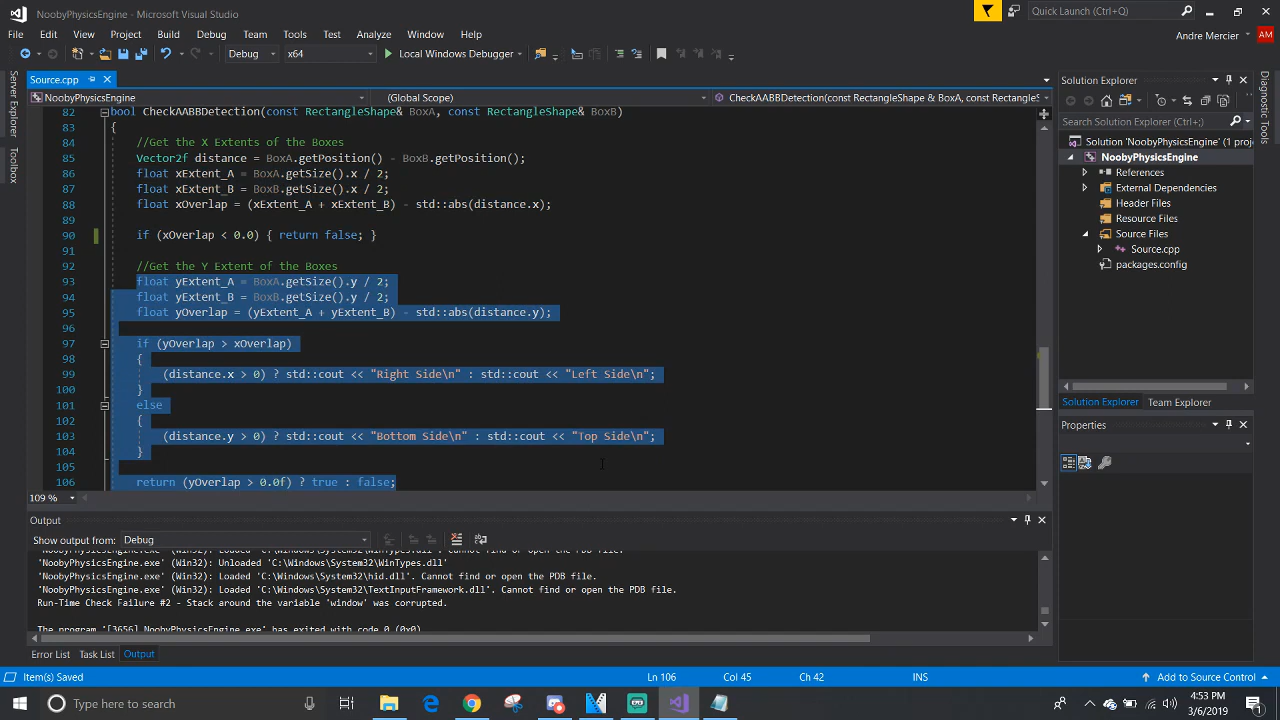 NoobyPhysicsEngine - Microsoft Visual Studio
Quick Launch (Ctrl+Q)
File Edit View Project Build Debug Team Tools Test Analyze Window Help
Andre Mercier AM
Debug x64 Local Windows Debugger
Server Explorer
Toolbox
Source.cpp
NoobyPhysicsEngine (Global Scope) CheckAABBDetection(const RectangleShape & BoxA, const RectangleS
82 bool CheckAABBDetection(const RectangleShape& BoxA, const RectangleShape& BoxB)
83 {
84 //Get the X Extents of the Boxes
85 Vector2f distance = BoxA.getPosition() - BoxB.getPosition();
86 float xExtent_A = BoxA.getSize().x / 2;
87 float xExtent_B = BoxB.getSize().x / 2;
88 float xOverlap = (xExtent_A + xExtent_B) - std::abs(distance.x);
89
90 if (xOverlap < 0.0) { return false; }
91
92 //Get the Y Extent of the Boxes
93 float yExtent_A = BoxA.getSize().y / 2;
94 float yExtent_B = BoxB.getSize().y / 2;
95 float yOverlap = (yExtent_A + yExtent_B) - std::abs(distance.y);
96
97 if (yOverlap > xOverlap)
98 {
99 (distance.x > 0) ? std::cout << "Right Side\n" : std::cout << "Left Side\n";
100 }
101 else
102 {
103 (distance.y > 0) ? std::cout << "Bottom Side\n" : std::cout << "Top Side\n";
104 }
105
106 return (yOverlap > 0.0f) ? true : false;
109 %
Solution Explorer
Search Solution Explorer (Ctrl+;)
Solution 'NoobyPhysicsEngine' (1 proj
NoobyPhysicsEngine
References
External Dependencies
Header Files
Resource Files
Source Files
Source.cpp
packages.config
Solution Explorer Team Explorer
Properties
Diagnostic Tools
Output
Show output from: Debug
'NoobyPhysicsEngine.exe' (Win32): Loaded 'C:\Windows\System32\WinTypes.dll'. Cannot find or open the PDB file.
'NoobyPhysicsEngine.exe' (Win32): Unloaded 'C:\Windows\System32\WinTypes.dll'
'NoobyPhysicsEngine.exe' (Win32): Loaded 'C:\Windows\System32\hid.dll'. Cannot find or open the PDB file.
'NoobyPhysicsEngine.exe' (Win32): Loaded 'C:\Windows\System32\TextInputFramework.dll'. Cannot find or open the PDB file.
Run-Time Check Failure #2 - Stack around the variable 'window' was corrupted.
The program '[3656] NoobyPhysicsEngine.exe' has exited with code 0 (0x0).
Error List Task List Output
Item(s) Saved Ln 106 Col 45 Ch 42 INS Add to Source Control
Type here to search
4:53 PM
3/6/2019